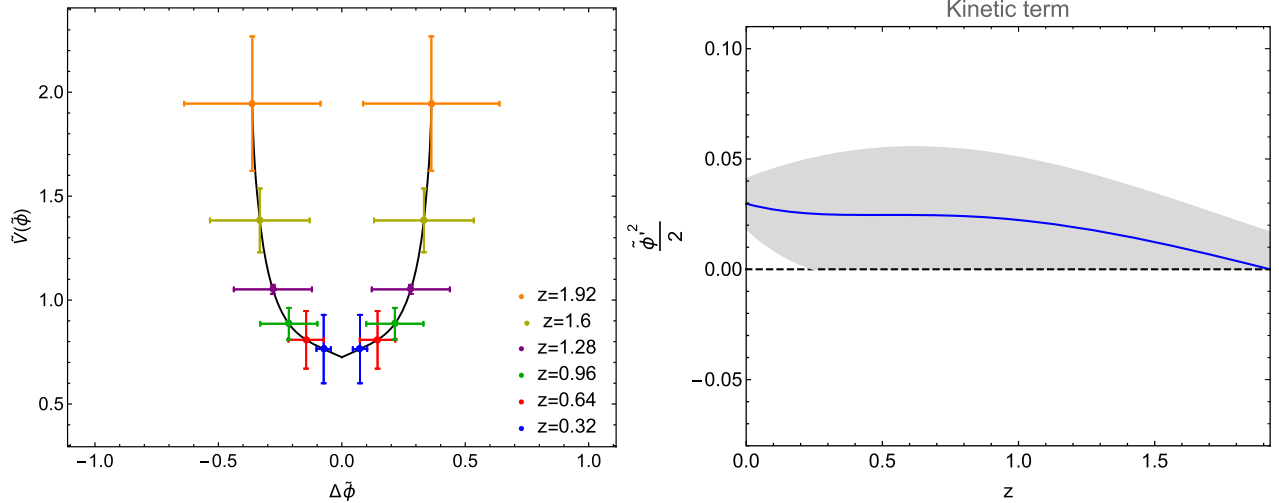 2.0
1.5
1.0
0.5
Ṽ(ϕ̃)
−1.0
−0.5
0.0
0.5
1.0
Δϕ̃
z=1.92
z=1.6
z=1.28
z=0.96
z=0.64
z=0.32
Kinetic term
0.10
0.05
0.00
−0.05
ϕ̃'²
2
0.0
0.5
1.0
1.5
z